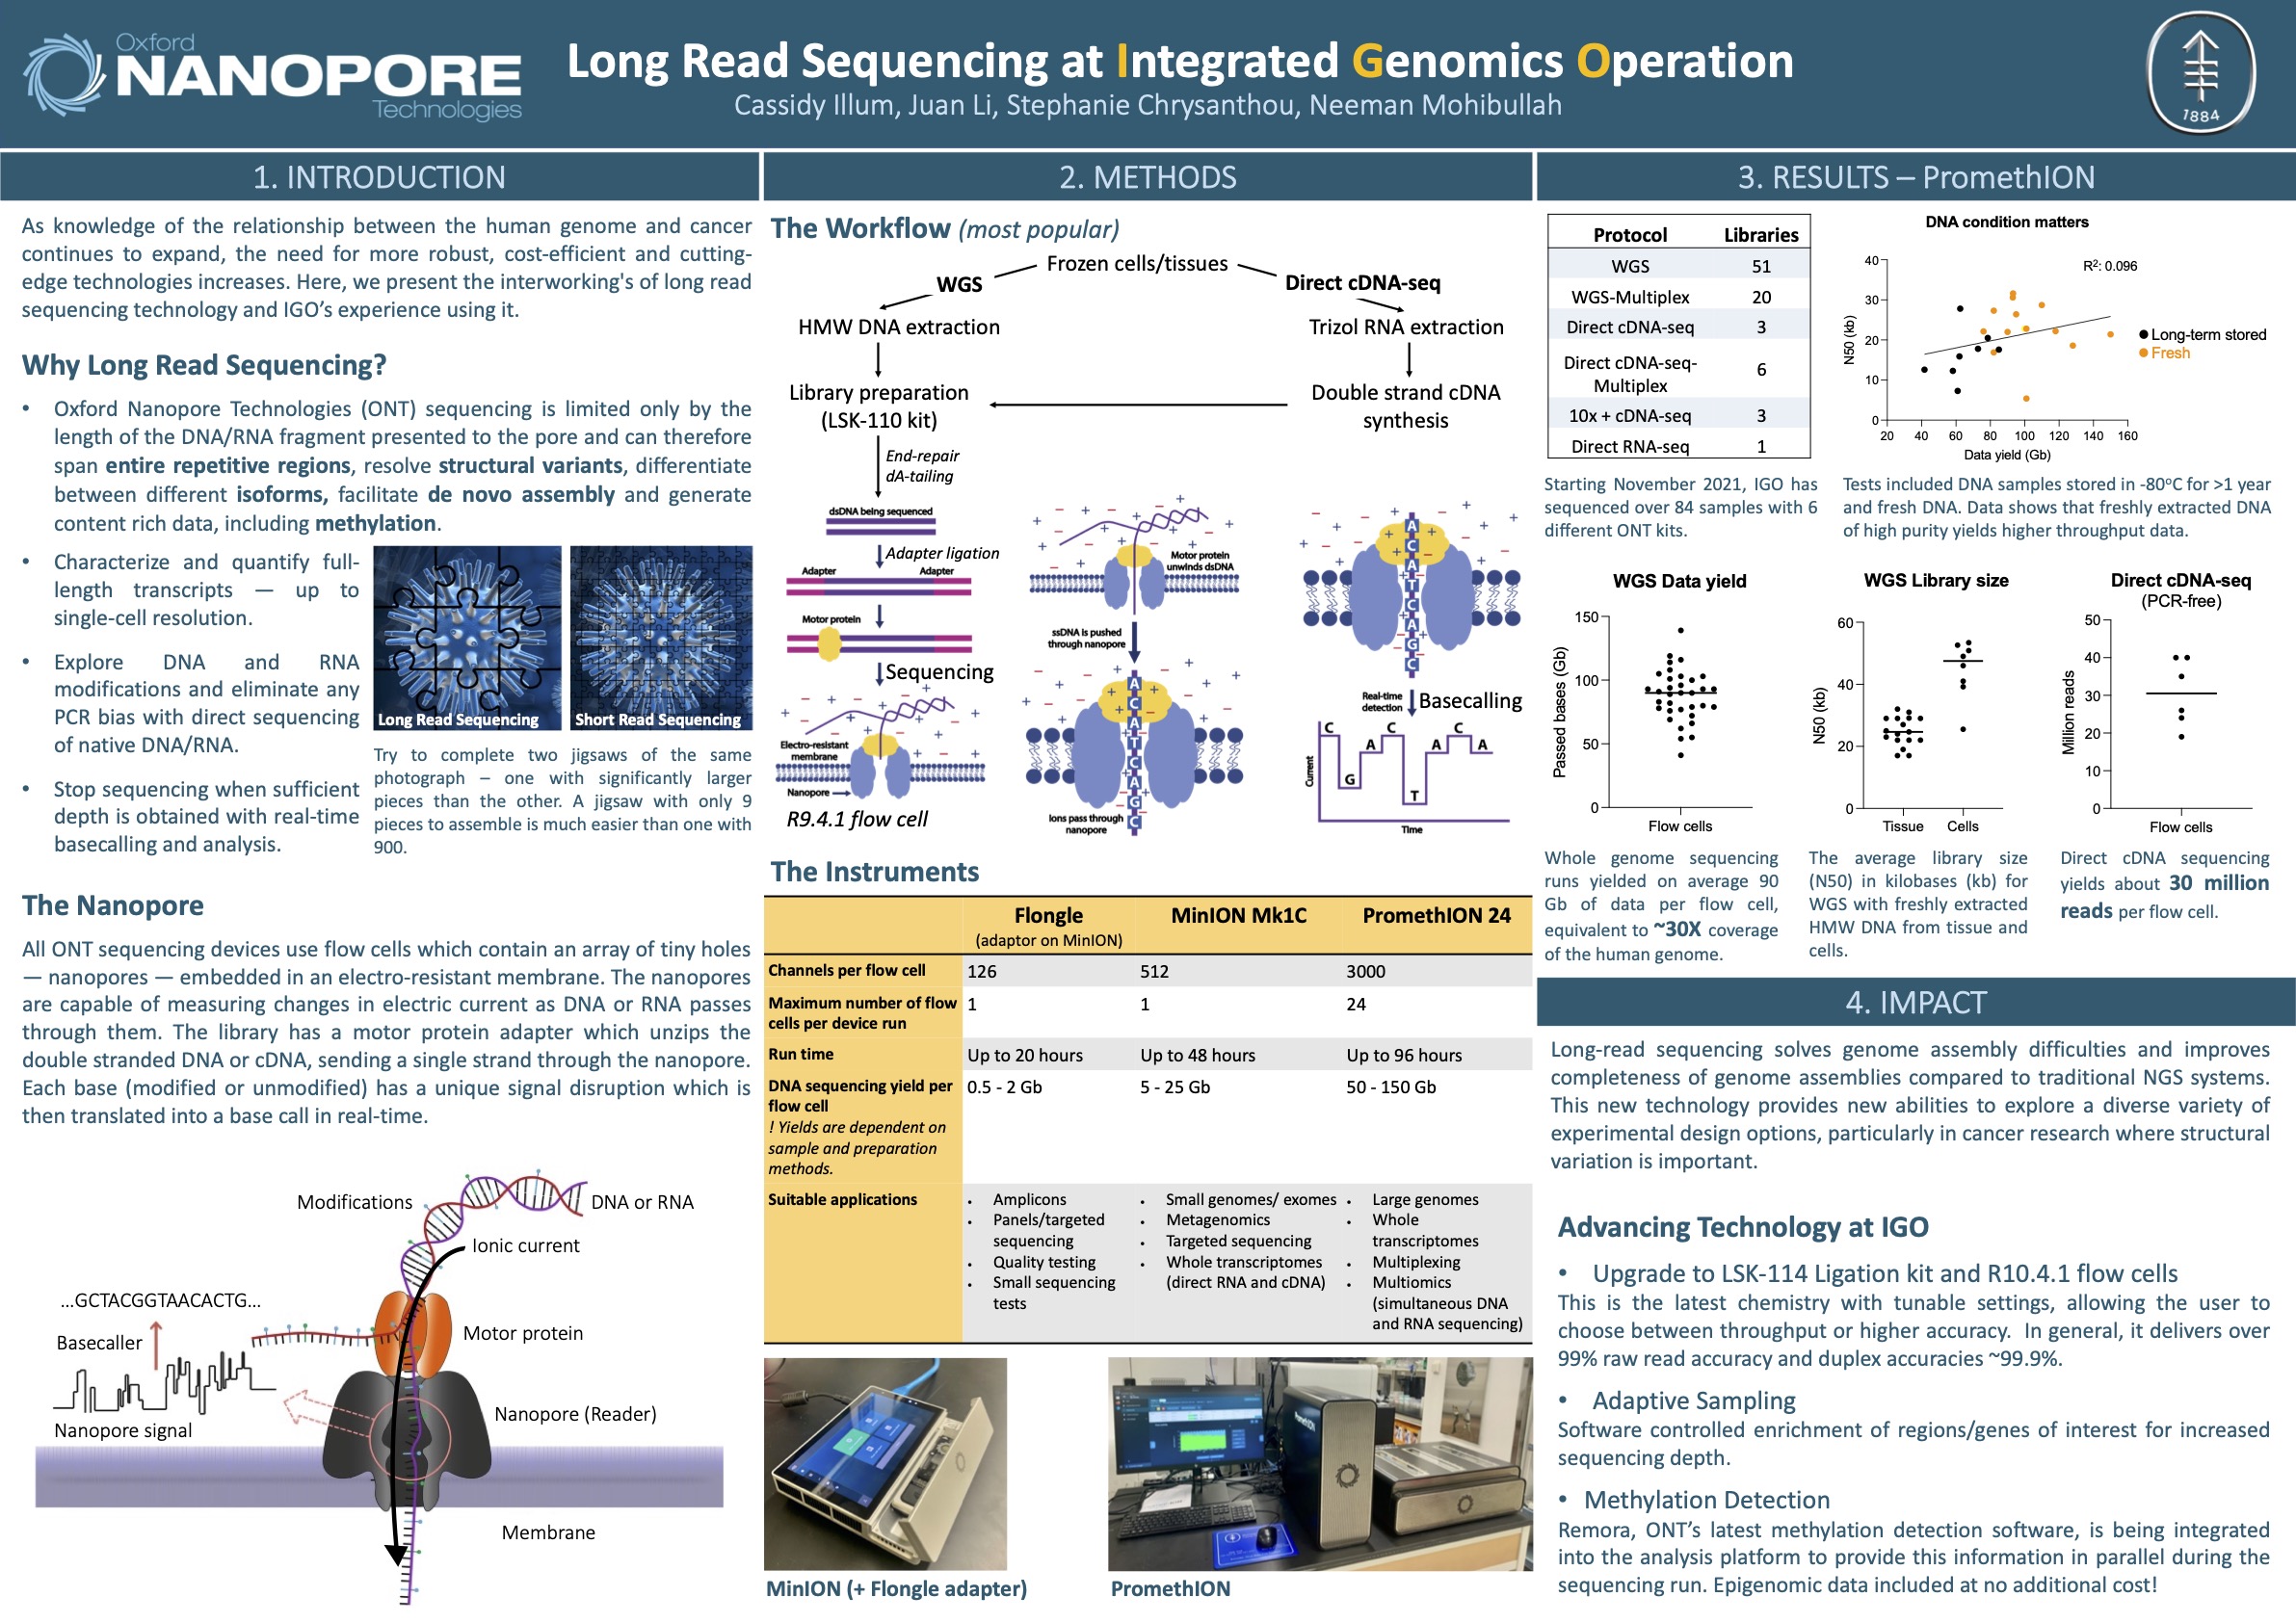 Oxford
NANOPORE
Technologies
Long Read Sequencing at Integrated Genomics Operation
Cassidy Illum, Juan Li, Stephanie Chrysanthou, Neeman Mohibullah
1884
1. INTRODUCTION
As knowledge of the relationship between the human genome and cancer
continues to expand, the need for more robust, cost-efficient and cutting-
edge technologies increases. Here, we present the interworking's of long read
sequencing technology and IGO's experience using it.
Why Long Read Sequencing?
• Oxford Nanopore Technologies (ONT) sequencing is limited only by the
length of the DNA/RNA fragment presented to the pore and can therefore
span entire repetitive regions, resolve structural variants, differentiate
between different isoforms, facilitate de novo assembly and generate
content rich data, including methylation.
• Characterize and quantify full-
length transcripts — up to
single-cell resolution.
• Explore DNA and RNA
modifications and eliminate any
PCR bias with direct sequencing
of native DNA/RNA.
• Stop sequencing when sufficient
depth is obtained with real-time
basecalling and analysis.
Long Read Sequencing
Short Read Sequencing
Try to complete two jigsaws of the same
photograph – one with significantly larger
pieces than the other. A jigsaw with only 9
pieces to assemble is much easier than one with
900.
The Nanopore
All ONT sequencing devices use flow cells which contain an array of tiny holes
— nanopores — embedded in an electro-resistant membrane. The nanopores
are capable of measuring changes in electric current as DNA or RNA passes
through them. The library has a motor protein adapter which unzips the
double stranded DNA or cDNA, sending a single strand through the nanopore.
Each base (modified or unmodified) has a unique signal disruption which is
then translated into a base call in real-time.
Modifications
DNA or RNA
Ionic current
...GCTACGGTAACACTG...
Basecaller
Motor protein
Nanopore (Reader)
Nanopore signal
Membrane
2. METHODS
The Workflow (most popular)
Frozen cells/tissues
WGS
Direct cDNA-seq
HMW DNA extraction
Trizol RNA extraction
Library preparation
(LSK-110 kit)
Double strand cDNA
synthesis
End-repair
dA-tailing
dsDNA being sequenced
Adapter ligation
Adapter
Adapter
Motor protein
Sequencing
Electro-resistant
membrane
Nanopore
R9.4.1 flow cell
Motor protein
unwinds dsDNA
ssDNA is pushed
through nanopore
A
C
A
T
C
A
G
C
Ions pass through
nanopore
A
C
A
T
C
A
G
C
Real-time
detection
Basecalling
C
G
A
C
T
A
C
A
Current
Time
The Instruments
Flongle
(adaptor on MinION)
MinION Mk1C
PromethION 24
Channels per flow cell
126
512
3000
Maximum number of flow
cells per device run
1
1
24
Run time
Up to 20 hours
Up to 48 hours
Up to 96 hours
DNA sequencing yield per
flow cell
! Yields are dependent on
sample and preparation
methods.
0.5 - 2 Gb
5 - 25 Gb
50 - 150 Gb
Suitable applications
• Amplicons
• Panels/targeted
sequencing
• Quality testing
• Small sequencing
tests
• Small genomes/ exomes
• Metagenomics
• Targeted sequencing
• Whole transcriptomes
(direct RNA and cDNA)
• Large genomes
• Whole
transcriptomes
• Multiplexing
• Multiomics
(simultaneous DNA
and RNA sequencing)
MinION (+ Flongle adapter)
PromethION
3. RESULTS – PromethION
Protocol Libraries
WGS 51
WGS-Multiplex 20
Direct cDNA-seq 3
Direct cDNA-seq-
Multiplex 6
10x + cDNA-seq 3
Direct RNA-seq 1
Starting November 2021, IGO has
sequenced over 84 samples with 6
different ONT kits.
DNA condition matters
R²: 0.096
N50 (kb)
40
30
20
10
0
20 40 60 80 100 120 140 160
Data yield (Gb)
Long-term stored
Fresh
Tests included DNA samples stored in -80°C for >1 year
and fresh DNA. Data shows that freshly extracted DNA
of high purity yields higher throughput data.
WGS Data yield
Passed bases (Gb)
150
100
50
0
Flow cells
Whole genome sequencing
runs yielded on average 90
Gb of data per flow cell,
equivalent to ~30X coverage
of the human genome.
WGS Library size
N50 (kb)
60
40
20
0
Tissue Cells
The average library size
(N50) in kilobases (kb) for
WGS with freshly extracted
HMW DNA from tissue and
cells.
Direct cDNA-seq
(PCR-free)
Million reads
50
40
30
20
10
0
Flow cells
Direct cDNA sequencing
yields about 30 million
reads per flow cell.
4. IMPACT
Long-read sequencing solves genome assembly difficulties and improves
completeness of genome assemblies compared to traditional NGS systems.
This new technology provides new abilities to explore a diverse variety of
experimental design options, particularly in cancer research where structural
variation is important.
Advancing Technology at IGO
• Upgrade to LSK-114 Ligation kit and R10.4.1 flow cells
This is the latest chemistry with tunable settings, allowing the user to
choose between throughput or higher accuracy. In general, it delivers over
99% raw read accuracy and duplex accuracies ~99.9%.
• Adaptive Sampling
Software controlled enrichment of regions/genes of interest for increased
sequencing depth.
• Methylation Detection
Remora, ONT's latest methylation detection software, is being integrated
into the analysis platform to provide this information in parallel during the
sequencing run. Epigenomic data included at no additional cost!